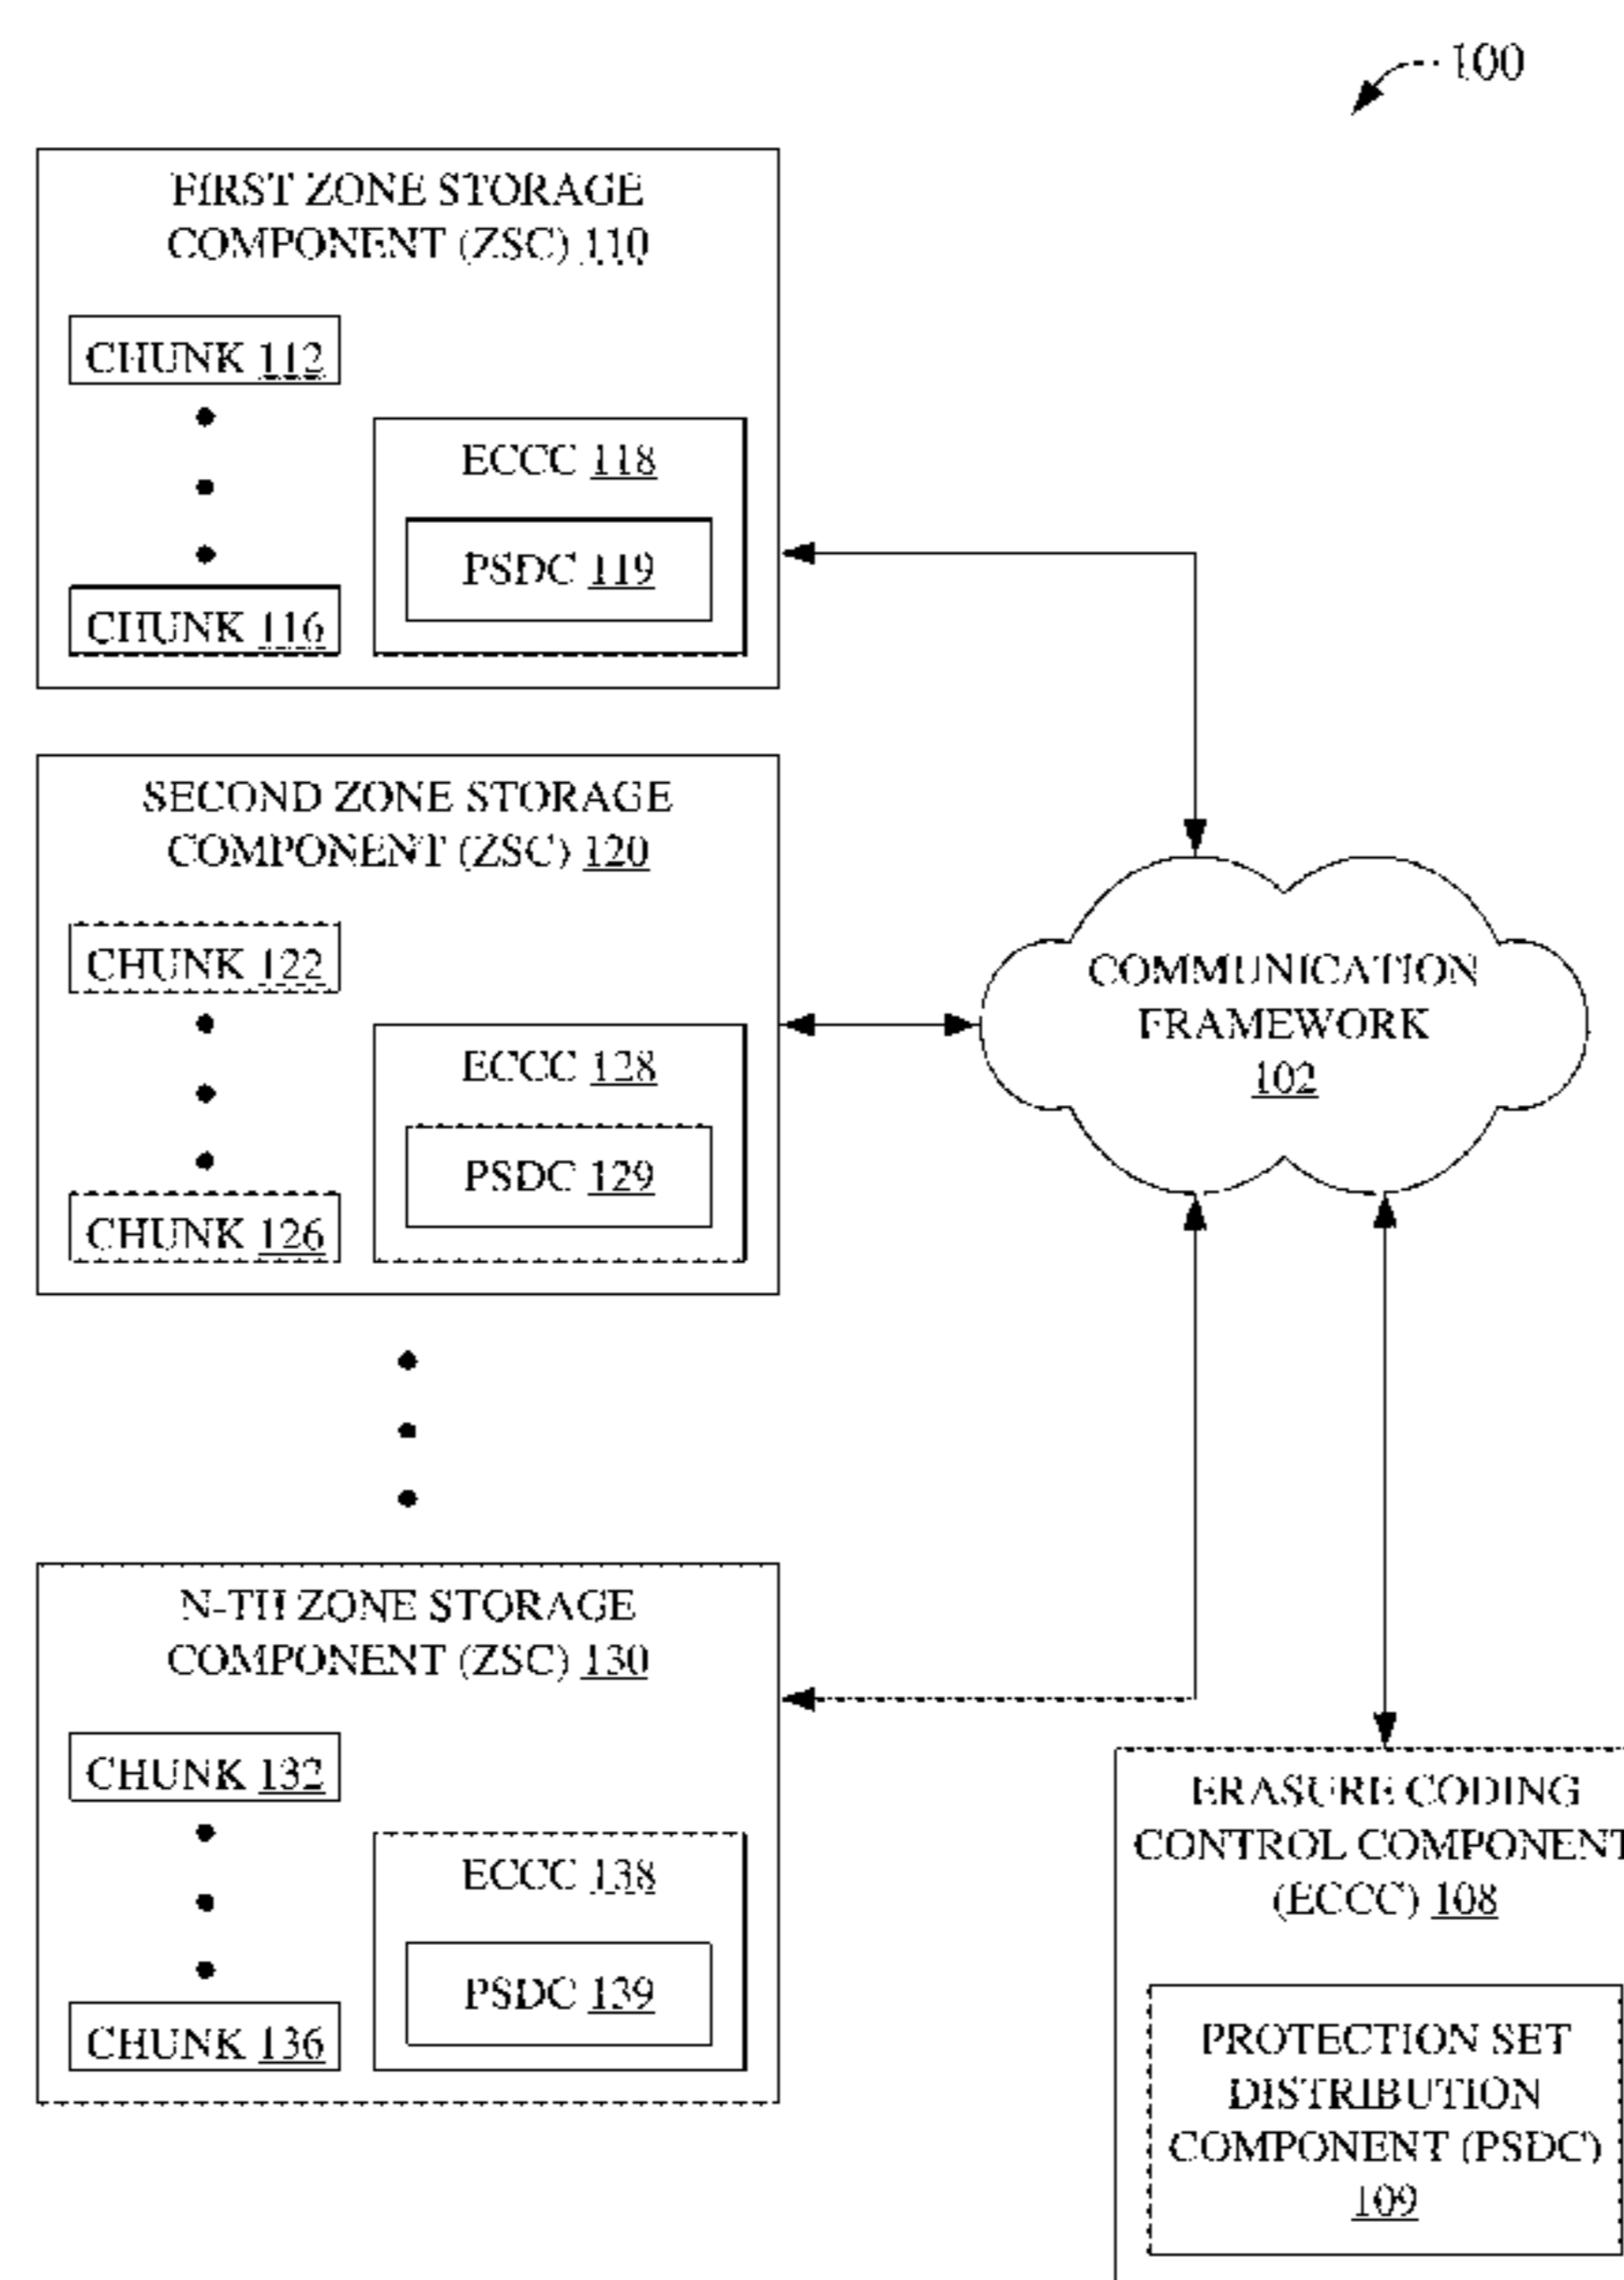 100
FIRST ZONE STORAGE
COMPONENT (ZSC) 110
CHUNK 112
ECCC 118
PSDC 119
CHUNK 116
SECOND ZONE STORAGE
COMPONENT (ZSC) 120
CHUNK 122
ECCC 128
PSDC 129
CHUNK 126
COMMUNICATION
FRAMEWORK
102
N-TH ZONE STORAGE
COMPONENT (ZSC) 130
CHUNK 132
ECCC 138
PSDC 139
CHUNK 136
ERASURE CODING
CONTROL COMPONENT
(ECCC) 108
PROTECTION SET
DISTRIBUTION
COMPONENT (PSDC)
109